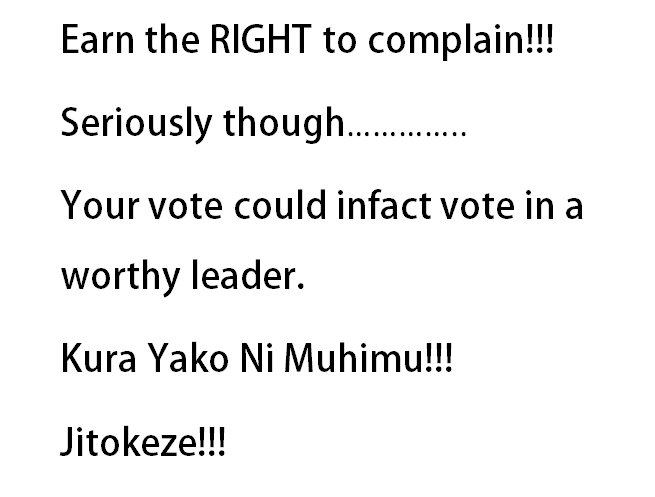 Earn the RIGHT to complain!!!
Seriously though…………..
Your vote could infact vote in a
worthy leader.
Kura Yako Ni Muhimu!!!
Jitokeze!!!